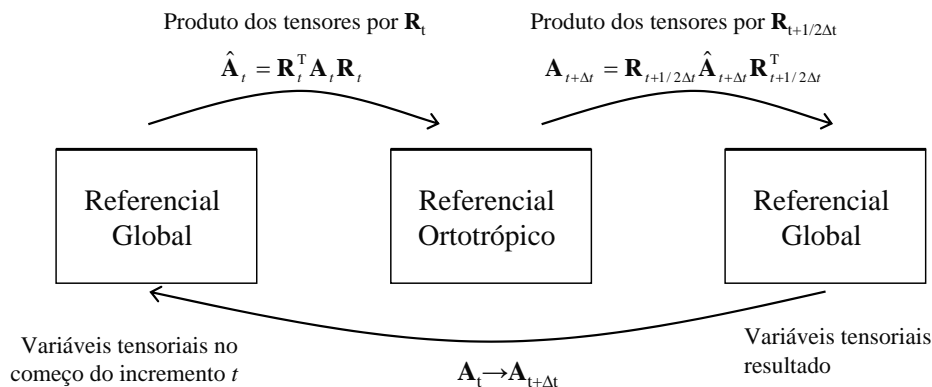 Produto dos tensores por R_t
Produto dos tensores por R_{t+1/2Δt}
Â_t = R_t^T A_t R_t
A_{t+Δt} = R_{t+1/2Δt} Â_{t+Δt} R_{t+1/2Δt}^T
Referencial
Global
Referencial
Ortotrópico
Referencial
Global
Variáveis tensoriais no
começo do incremento t
A_t→A_{t+Δt}
Variáveis tensoriais
resultado